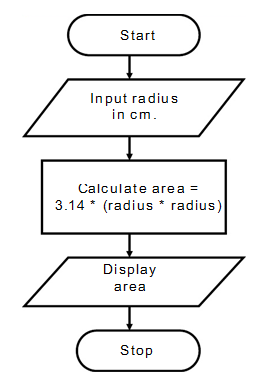 Start
Input radius
in cm.
Calculate area =
3.14 * (radius * radius)
Display
area
Stop